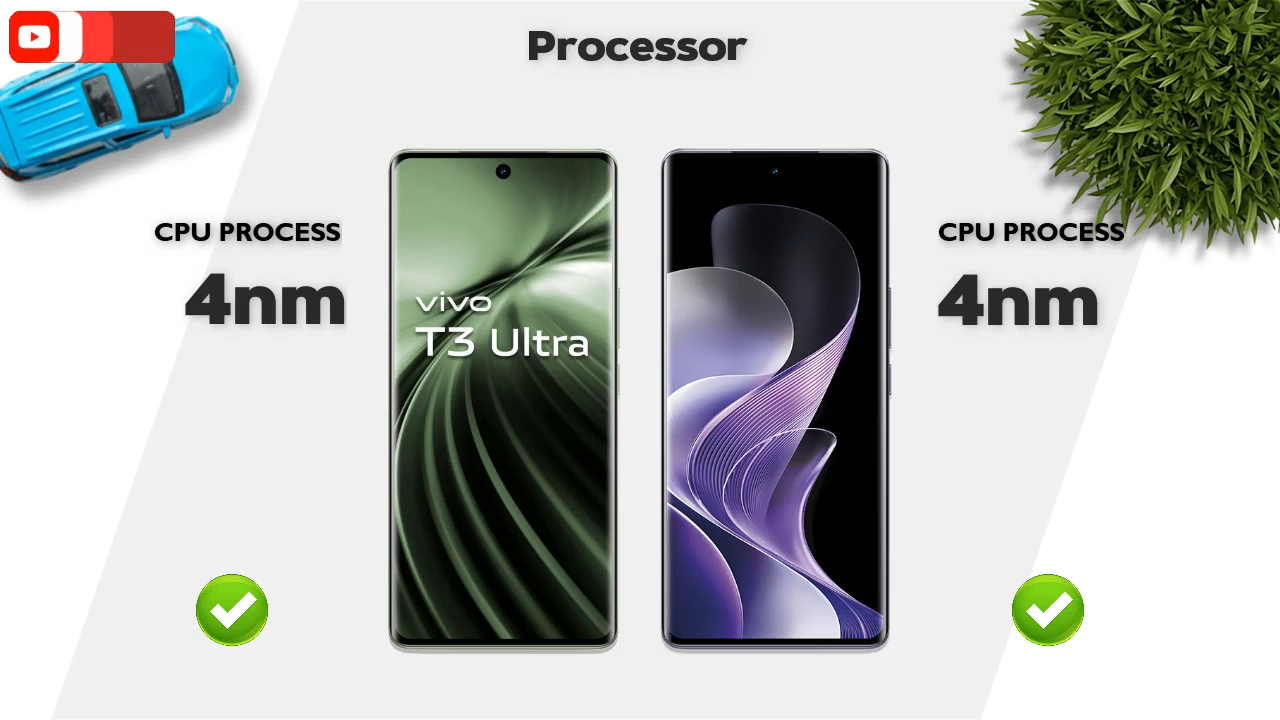 Processor
CPU PROCESS
4nm
vivo
T3 Ultra
CPU PROCESS
4nm